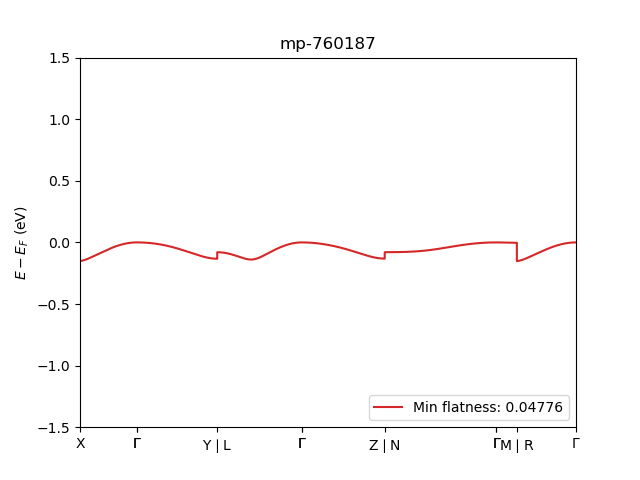 mp-760187
1.5
1.0
0.5
0.0
−0.5
−1.0
−1.5
E − E_F (eV)
Min flatness: 0.04776
X Γ Y | L Γ Z | N Γ M | R Γ